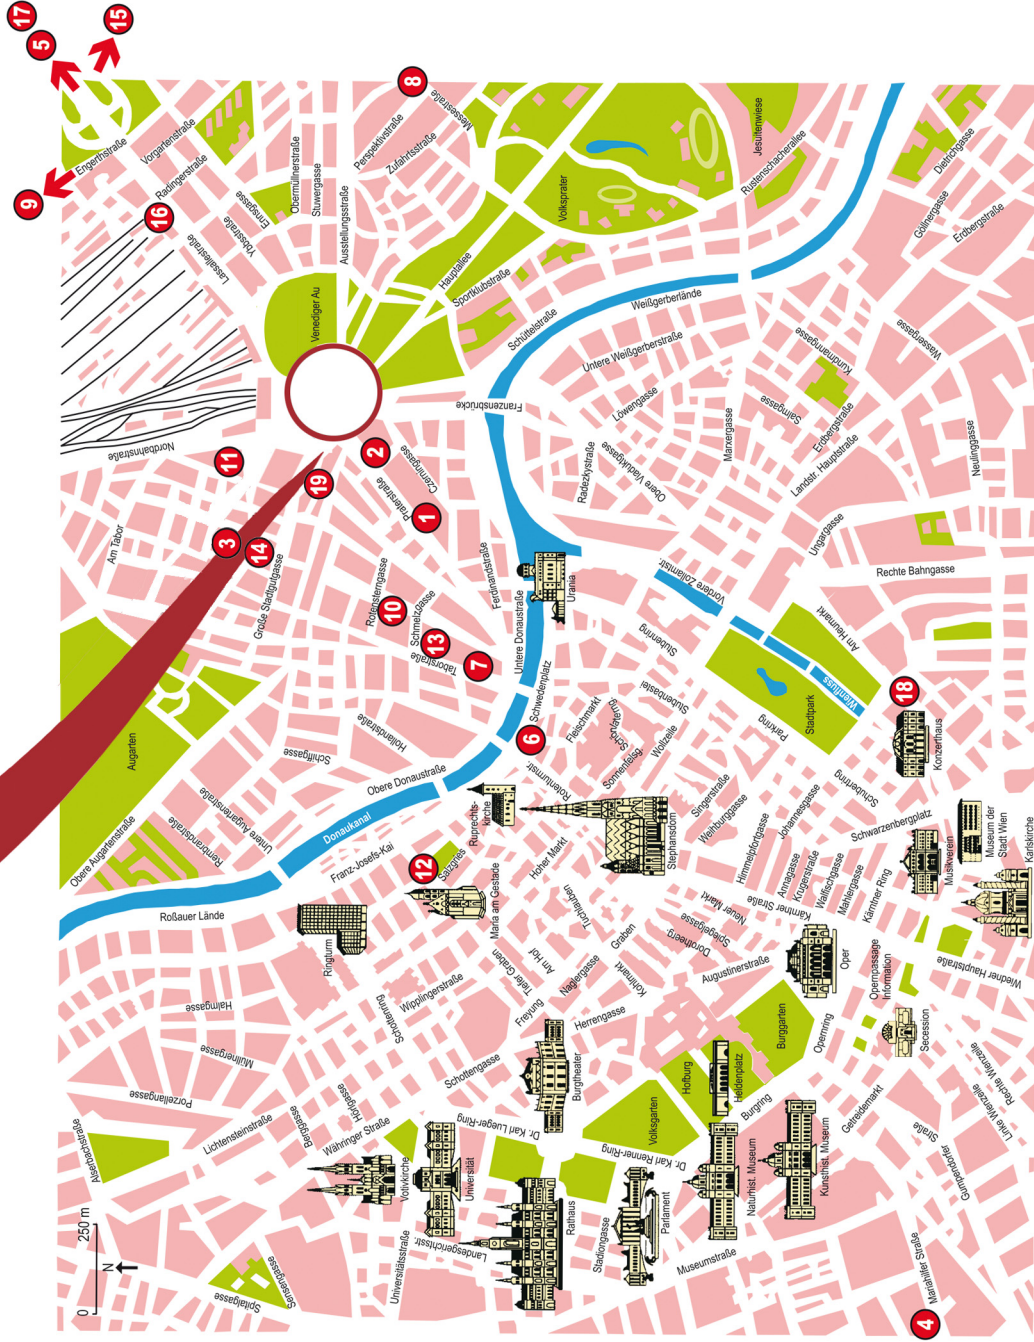 17
5
15
9
8
16
11
2
19
1
3
14
10
13
7
6
12
18
4
Engerthstraße
Vorgartenstraße
Radingerstraße
Lassallestraße
Ybbsstraße
Ennsgasse
Obermüllnerstraße
Stuwergasse
Ausstellungsstraße
Perspektivstraße
Zufahrtsstraße
Messestraße
Venediger Au
Hauptallee
Sportklubstraße
Volksprater
Jesuitenwiese
Rustenschacherallee
Schüttelstraße
Weißgerberlände
Untere Weißgerberstraße
Franzensbrücke
Dietrichgasse
Göllnergasse
Erdbergstraße
Wassergasse
Kundmanngasse
Salmgasse
Erdbergstraße
Landstr. Hauptstraße
Löwengasse
Marxergasse
Radezkystraße
Obere Viaduktgasse
Neulinggasse
Ungargasse
Rechte Bahngasse
Nordbahnstraße
Am Tabor
Große Stadtgutgasse
Praterstraße
Czerningasse
Rotensterngasse
Schmelzgasse
Taborstraße
Ferdinandstraße
Untere Donaustraße
Urania
Schwedenplatz
Vordere Zollamtstr.
Stubenring
Stubenbastei
Am Heumarkt
Wienfluss
Stadtpark
Parkring
Konzerthaus
Augarten
Schiffgasse
Hollandstraße
Obere Donaustraße
Donaukanal
Untere Augartenstraße
Rembrandtstraße
Obere Augartenstraße
Franz-Josefs-Kai
Roßauer Lände
Ringturm
Salzgries
Maria am Gestade
Ruprechts-
kirche
Rotenturmstr.
Fleischmarkt
Schönlaterng.
Sonnenfelsg.
Wollzeile
Stephansdom
Hoher Markt
Singerstraße
Weihburggasse
Himmelpfortgasse
Johannesgasse
Annagasse
Krugerstraße
Walfischgasse
Mahlergasse
Kärntner Straße
Kärntner Ring
Schubertring
Schwarzenbergplatz
Musikverein
Museum der
Stadt Wien
Karlskirche
Neuer Markt
Spiegelgasse
Dorotheerg.
Augustinerstraße
Graben
Kohlmarkt
Tuchlauben
Am Hof
Tiefer Graben
Naglergasse
Freyung
Herrengasse
Wipplingerstraße
Schottenring
Schottengasse
Oper
Opernpassage
Information
Wiedner Hauptstraße
Secession
Opernring
Burggarten
Heldenplatz
Hofburg
Burgring
Volksgarten
Burgtheater
Hahngasse
Müllnergasse
Porzellangasse
Hörlgasse
Berggasse
Lichtensteinstraße
Währinger Straße
Alserbachstraße
Votivkirche
Universität
Dr. Karl Lueger-Ring
Dr. Karl Renner-Ring
Rathaus
Landesgerichtsstr.
Universitätsstraße
Stadiongasse
Parlament
Naturhist. Museum
Kunsthist. Museum
Museumstraße
Getreidemarkt
Gumpendorfer
Straße
Linke Wienzeile
Rechte Wienzeile
Mariahilfer Straße
Sensengasse
Spitalgasse
0
250 m
N